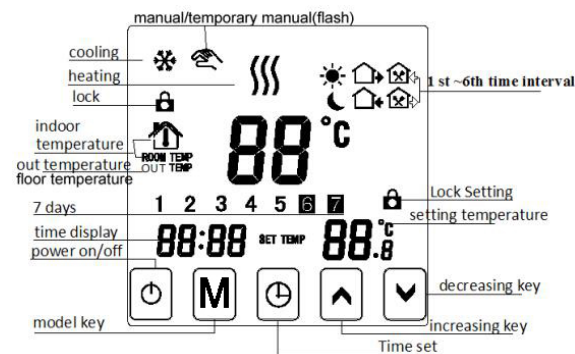 manual/temporary manual(flash)
cooling
heating
lock
1 st ~6th time interval
88°C
indoor
temperature
ROOM TEMP
out temperature
OUT TEMP
floor temperature
7 days
1 2 3 4 5 6 7
Lock Setting
setting temperature
time display
88:88 SET TEMP 88.8°C
power on/off
M
decreasing key
model key
increasing key
Time set